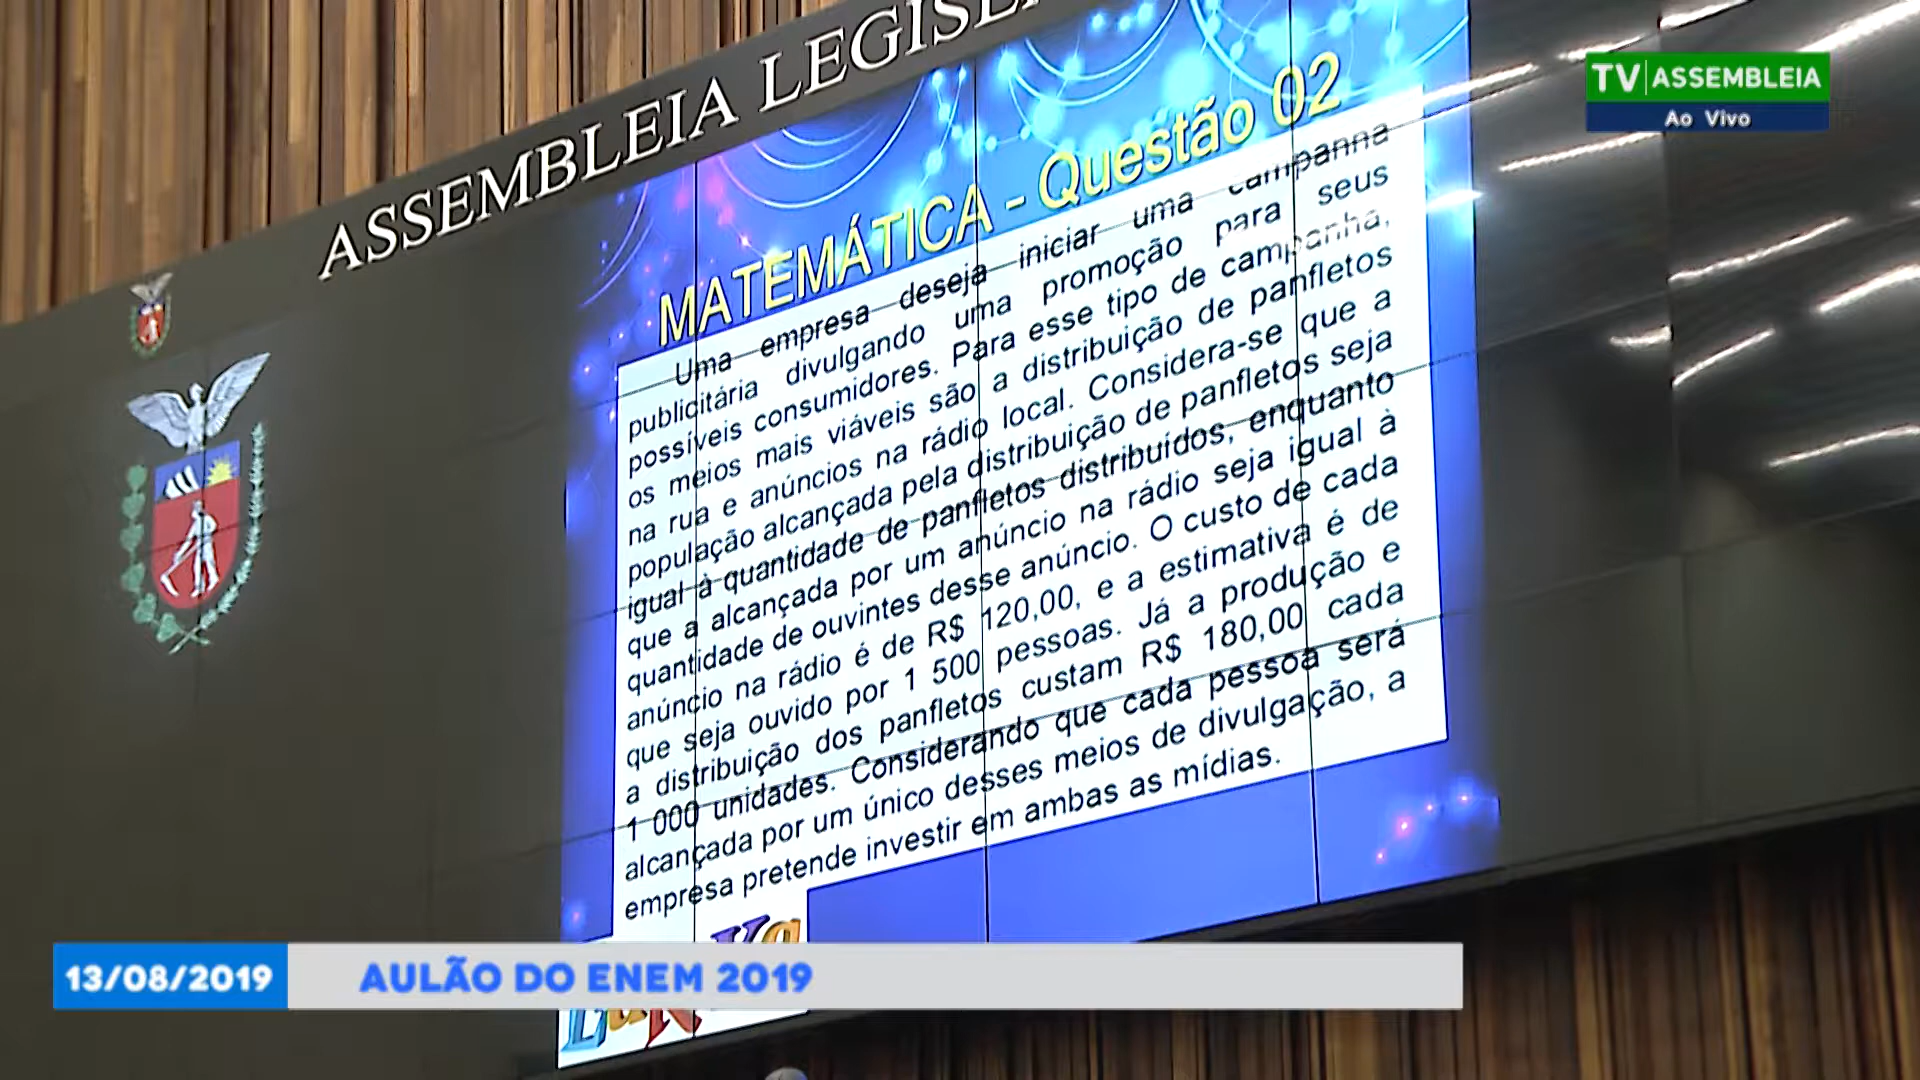 ASSEMBLEIA
TV ASSEMBLEIA
Ao Vivo
MATEMÁTICA - Questão 02
Uma empresa deseja iniciar uma campanha
publicitária divulgando uma promoção para seus
possíveis consumidores. Para esse tipo de campanha,
os meios mais viáveis são a distribuição de panfletos
na rua e anúncios na rádio local. Considera-se que a
população alcançada pela distribuição de panfletos seja
igual à quantidade de panfletos distribuídos, enquanto
que a alcançada por um anúncio na rádio seja igual à
quantidade de ouvintes desse anúncio. O custo de cada
anúncio na rádio é de R$ 120,00, e a estimativa é de
que seja ouvido por 1 500 pessoas. Já a produção e
a distribuição dos panfletos custam R$ 180,00 cada
1 000 unidades. Considerando que cada pessoa será
alcançada por um único desses meios de divulgação, a
empresa pretende investir em ambas as mídias.
13/08/2019 AULÃO DO ENEM 2019